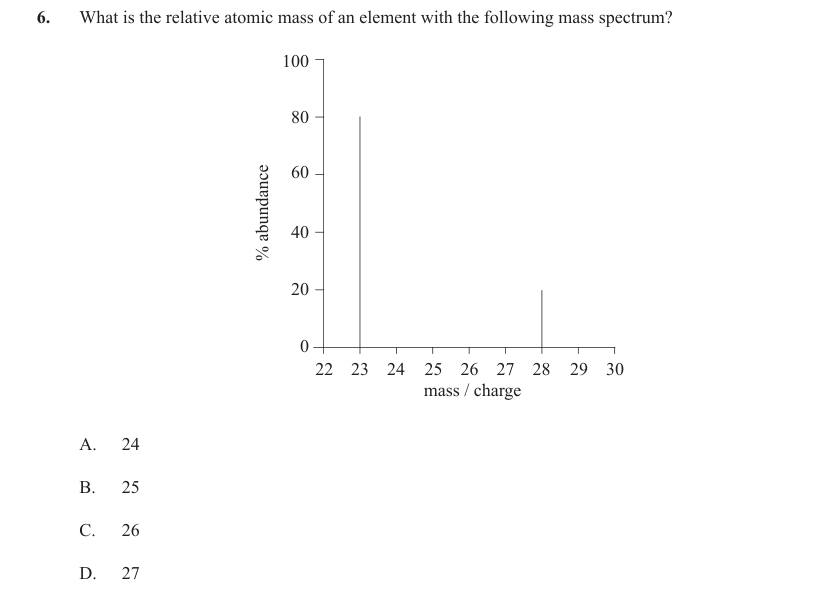 6. What is the relative atomic mass of an element with the following mass spectrum?
100
80
60
40
20
0
% abundance
22 23 24 25 26 27 28 29 30
mass / charge
A. 24
B. 25
C. 26
D. 27